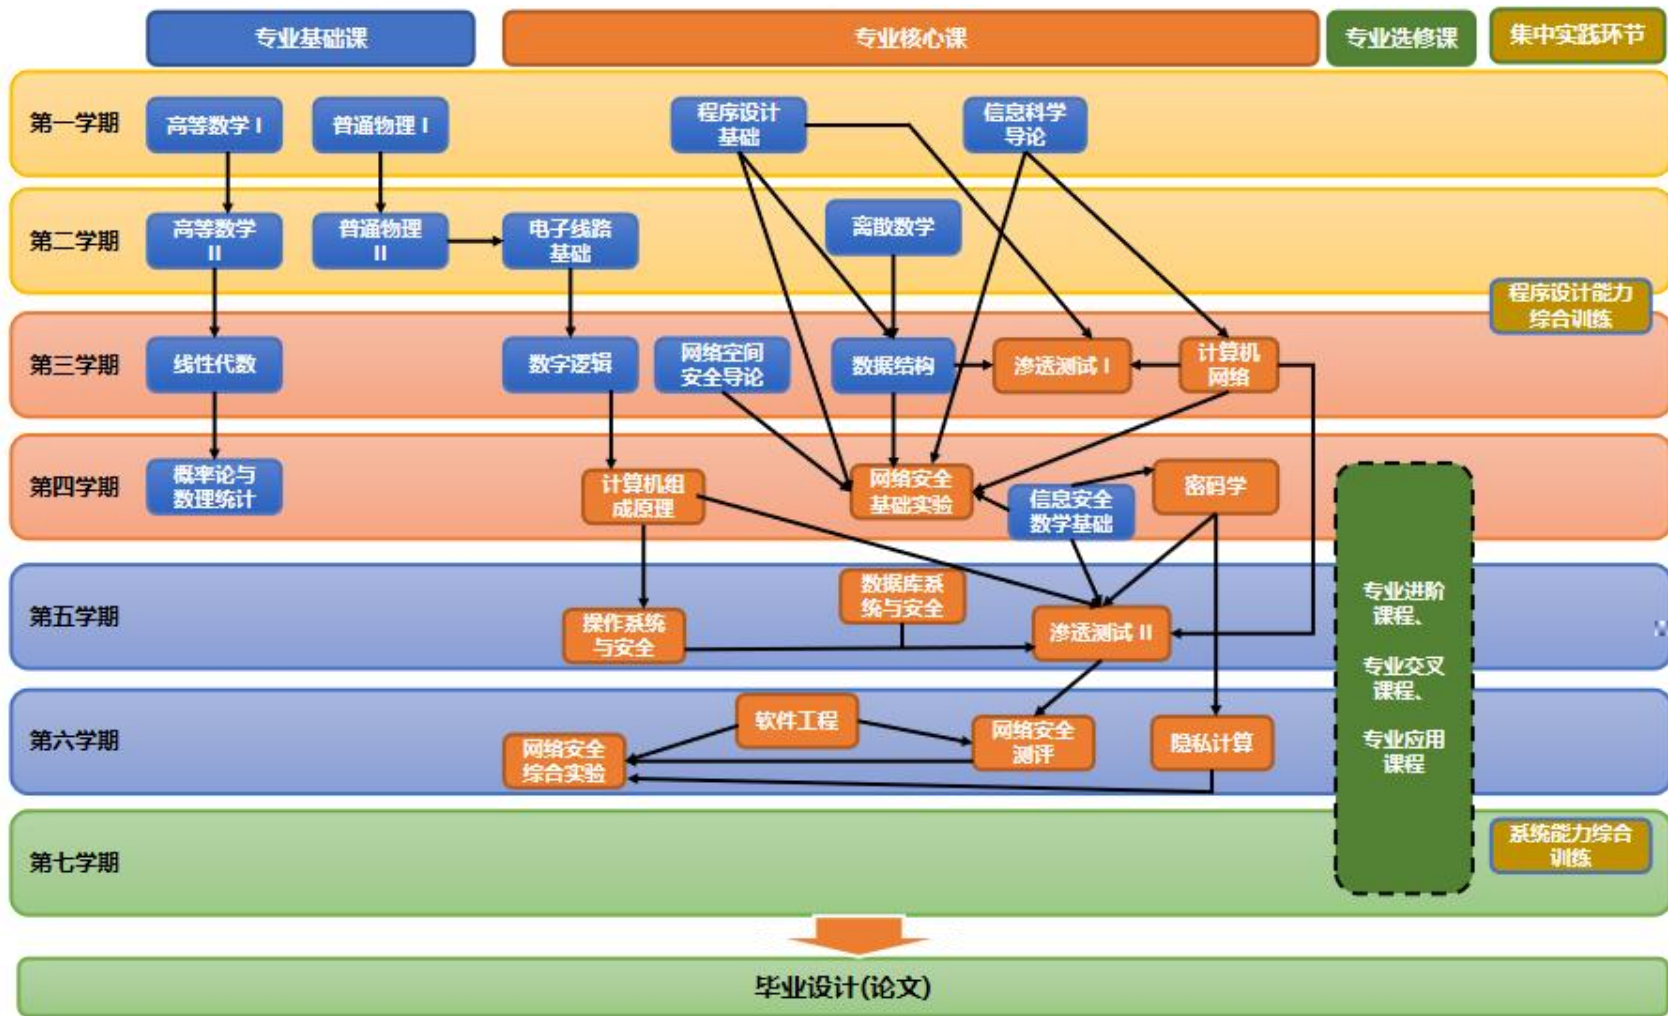 专业基础课
专业核心课
专业选修课
集中实践环节
第一学期
高等数学 I
普通物理 I
程序设计
基础
信息科学
导论
第二学期
高等数学
II
普通物理
II
电子线路
基础
离散数学
程序设计能力
综合训练
第三学期
线性代数
数字逻辑
网络空间
安全导论
数据结构
渗透测试 I
计算机
网络
第四学期
概率论与
数理统计
计算机组
成原理
网络安全
基础实验
信息安全
数学基础
密码学
第五学期
操作系统
与安全
数据库系
统与安全
渗透测试 II
专业进阶
课程、
专业交叉
课程、
专业应用
课程
第六学期
网络安全
综合实验
软件工程
网络安全
测评
隐私计算
第七学期
系统能力综合
训练
毕业设计(论文)